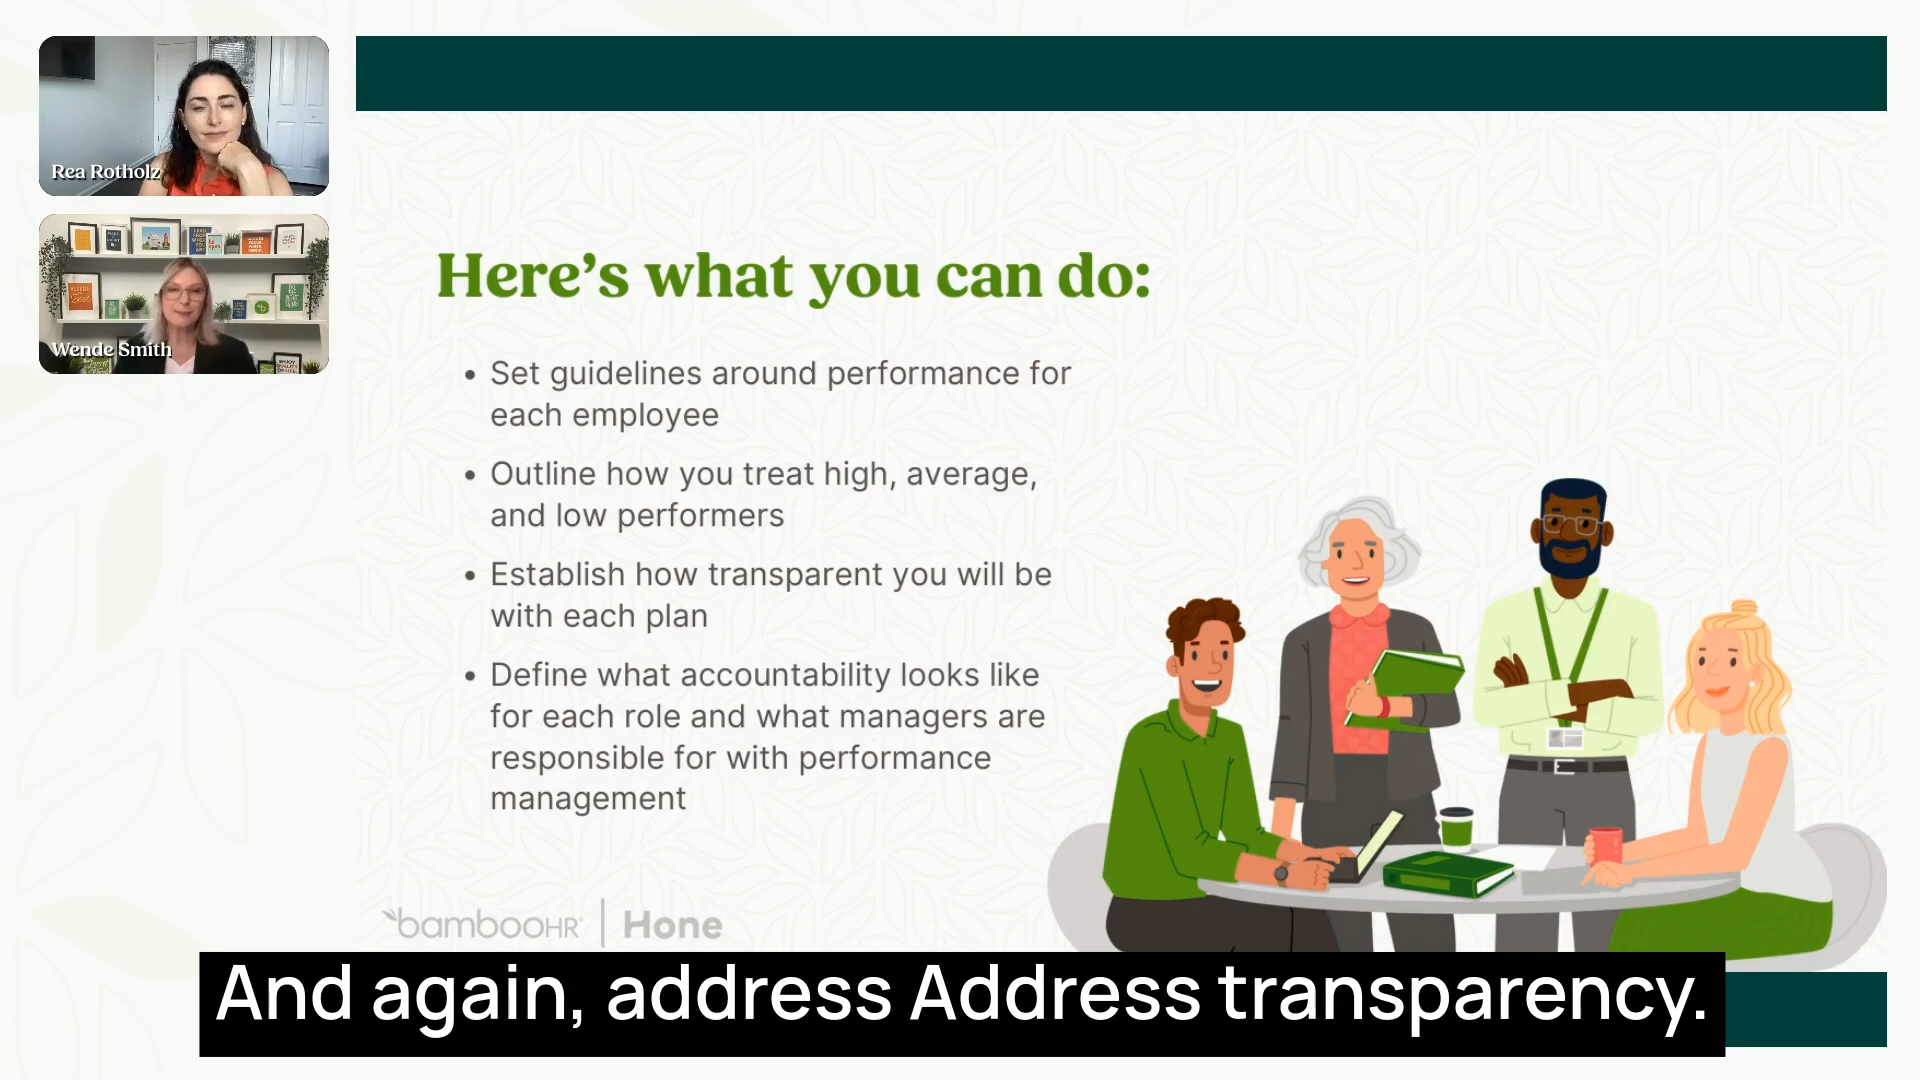 Rea Rotholz
Wende Smith
Here’s what you can do:
• Set guidelines around performance for
each employee
• Outline how you treat high, average,
and low performers
• Establish how transparent you will be
with each plan
• Define what accountability looks like
for each role and what managers are
responsible for with performance
management
bambooHR | Hone
And again, address Address transparency.